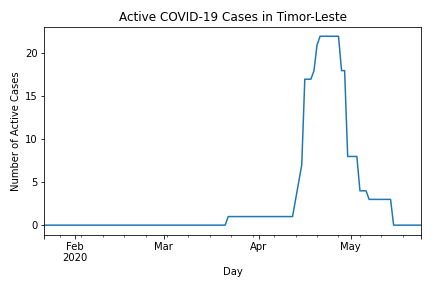 Active COVID-19 Cases in Timor-Leste
Number of Active Cases
20
15
10
5
0
Feb
2020
Mar
Apr
May
Day